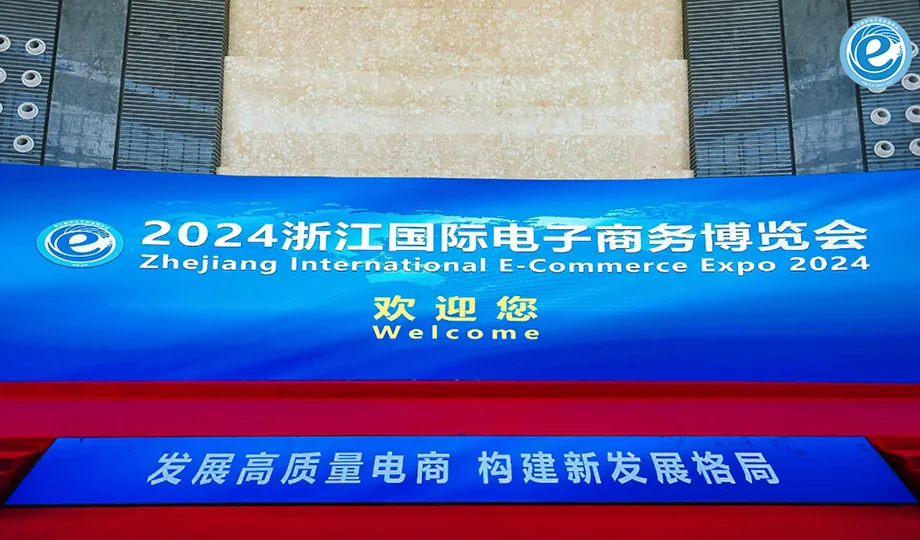 2024浙江国际电子商务博览会
Zhejiang International E-Commerce Expo 2024
欢迎您
Welcome
发展高质量电商 构建新发展格局